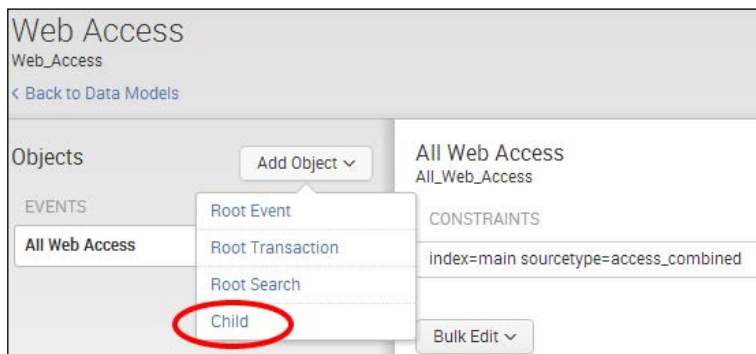 Web Access
Web_Access
< Back to Data Models
Objects
Add Object
EVENTS
All Web Access
Root Event
Root Transaction
Root Search
Child
All Web Access
All_Web_Access
CONSTRAINTS
index=main sourcetype=access_combined
Bulk Edit